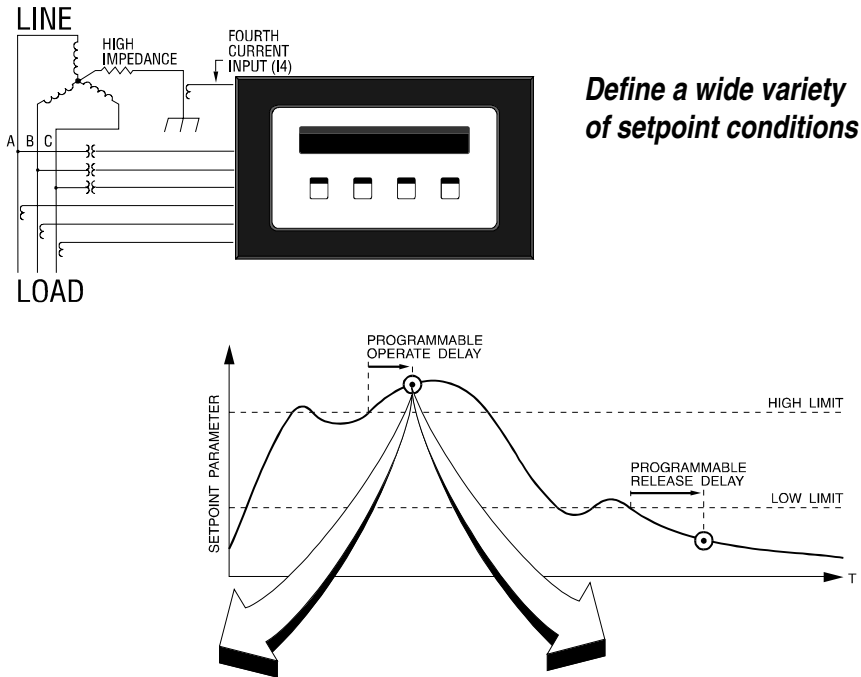 LINE
HIGH
IMPEDANCE
FOURTH
CURRENT
INPUT (I4)
Define a wide variety
of setpoint conditions
A B C
LOAD
PROGRAMMABLE
OPERATE DELAY
HIGH LIMIT
SETPOINT PARAMETER
PROGRAMMABLE
RELEASE DELAY
LOW LIMIT
T